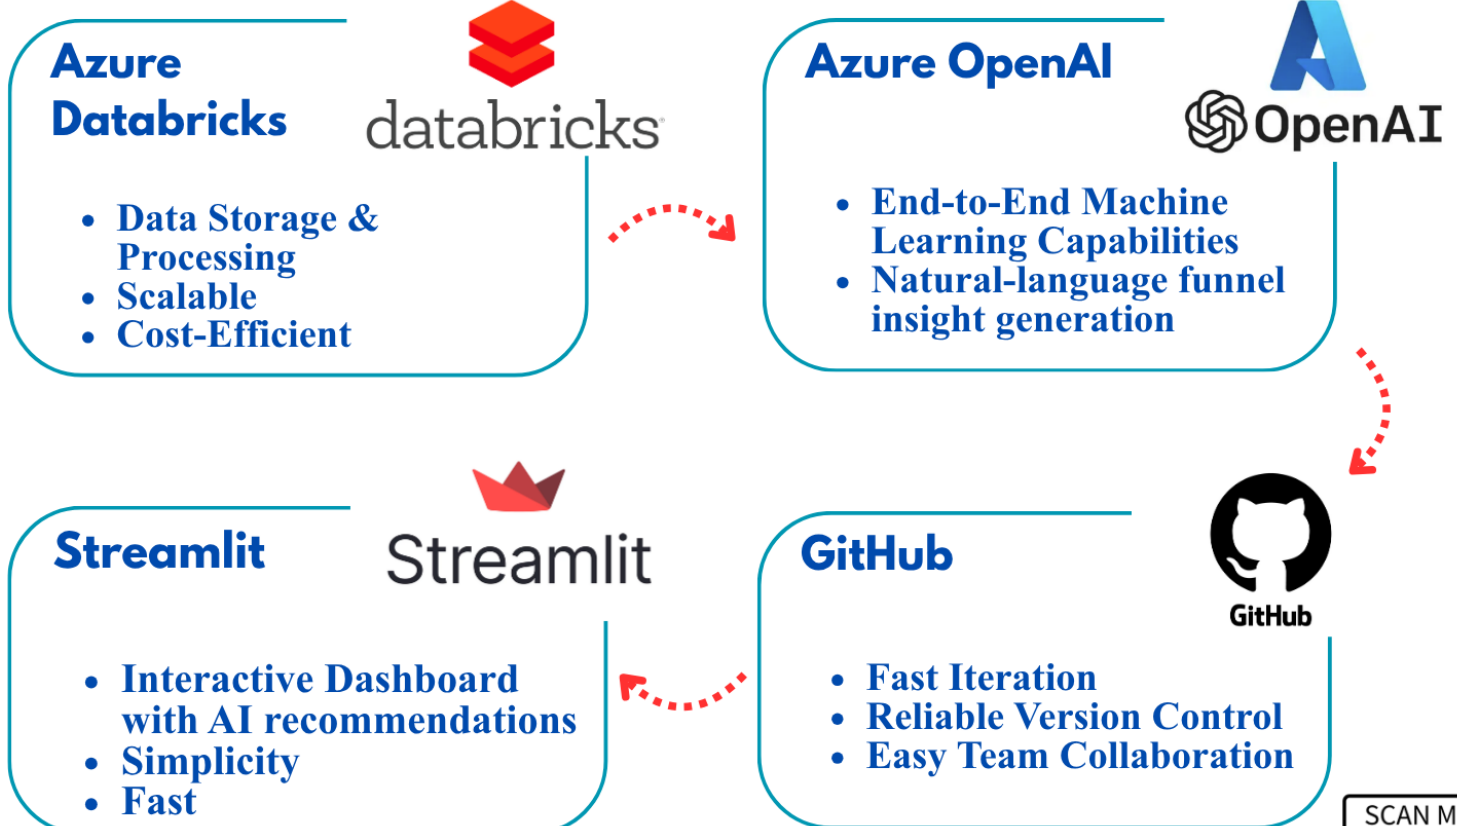 Azure
Databricks
databricks
• Data Storage &
Processing
• Scalable
• Cost-Efficient
Azure OpenAI
OpenAI
• End-to-End Machine
Learning Capabilities
• Natural-language funnel
insight generation
Streamlit
Streamlit
• Interactive Dashboard
with AI recommendations
• Simplicity
• Fast
GitHub
GitHub
• Fast Iteration
• Reliable Version Control
• Easy Team Collaboration
SCAN M